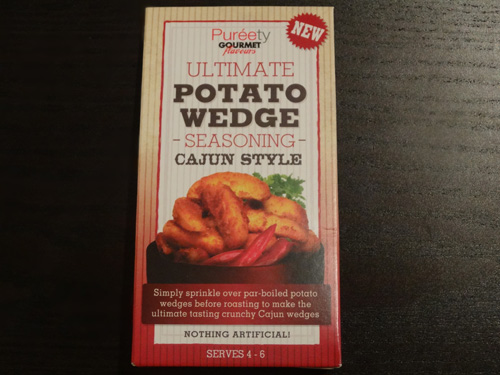 Puréety
GOURMET
flavours
NEW
ULTIMATE
POTATO
WEDGE
- SEASONING -
CAJUN STYLE
Simply sprinkle over par-boiled potato
wedges before roasting to make the
ultimate tasting crunchy Cajun wedges
NOTHING ARTIFICIAL!
SERVES 4 - 6